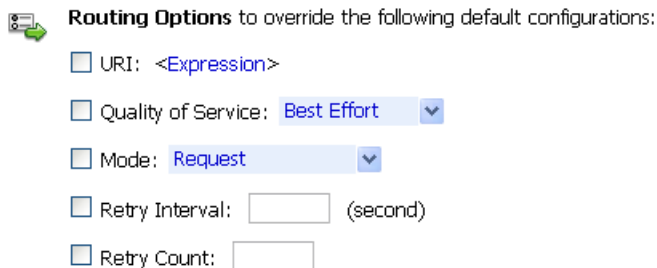 Routing Options to override the following default configurations:
URI: <Expression>
Quality of Service: Best Effort
Mode: Request
Retry Interval: (second)
Retry Count: